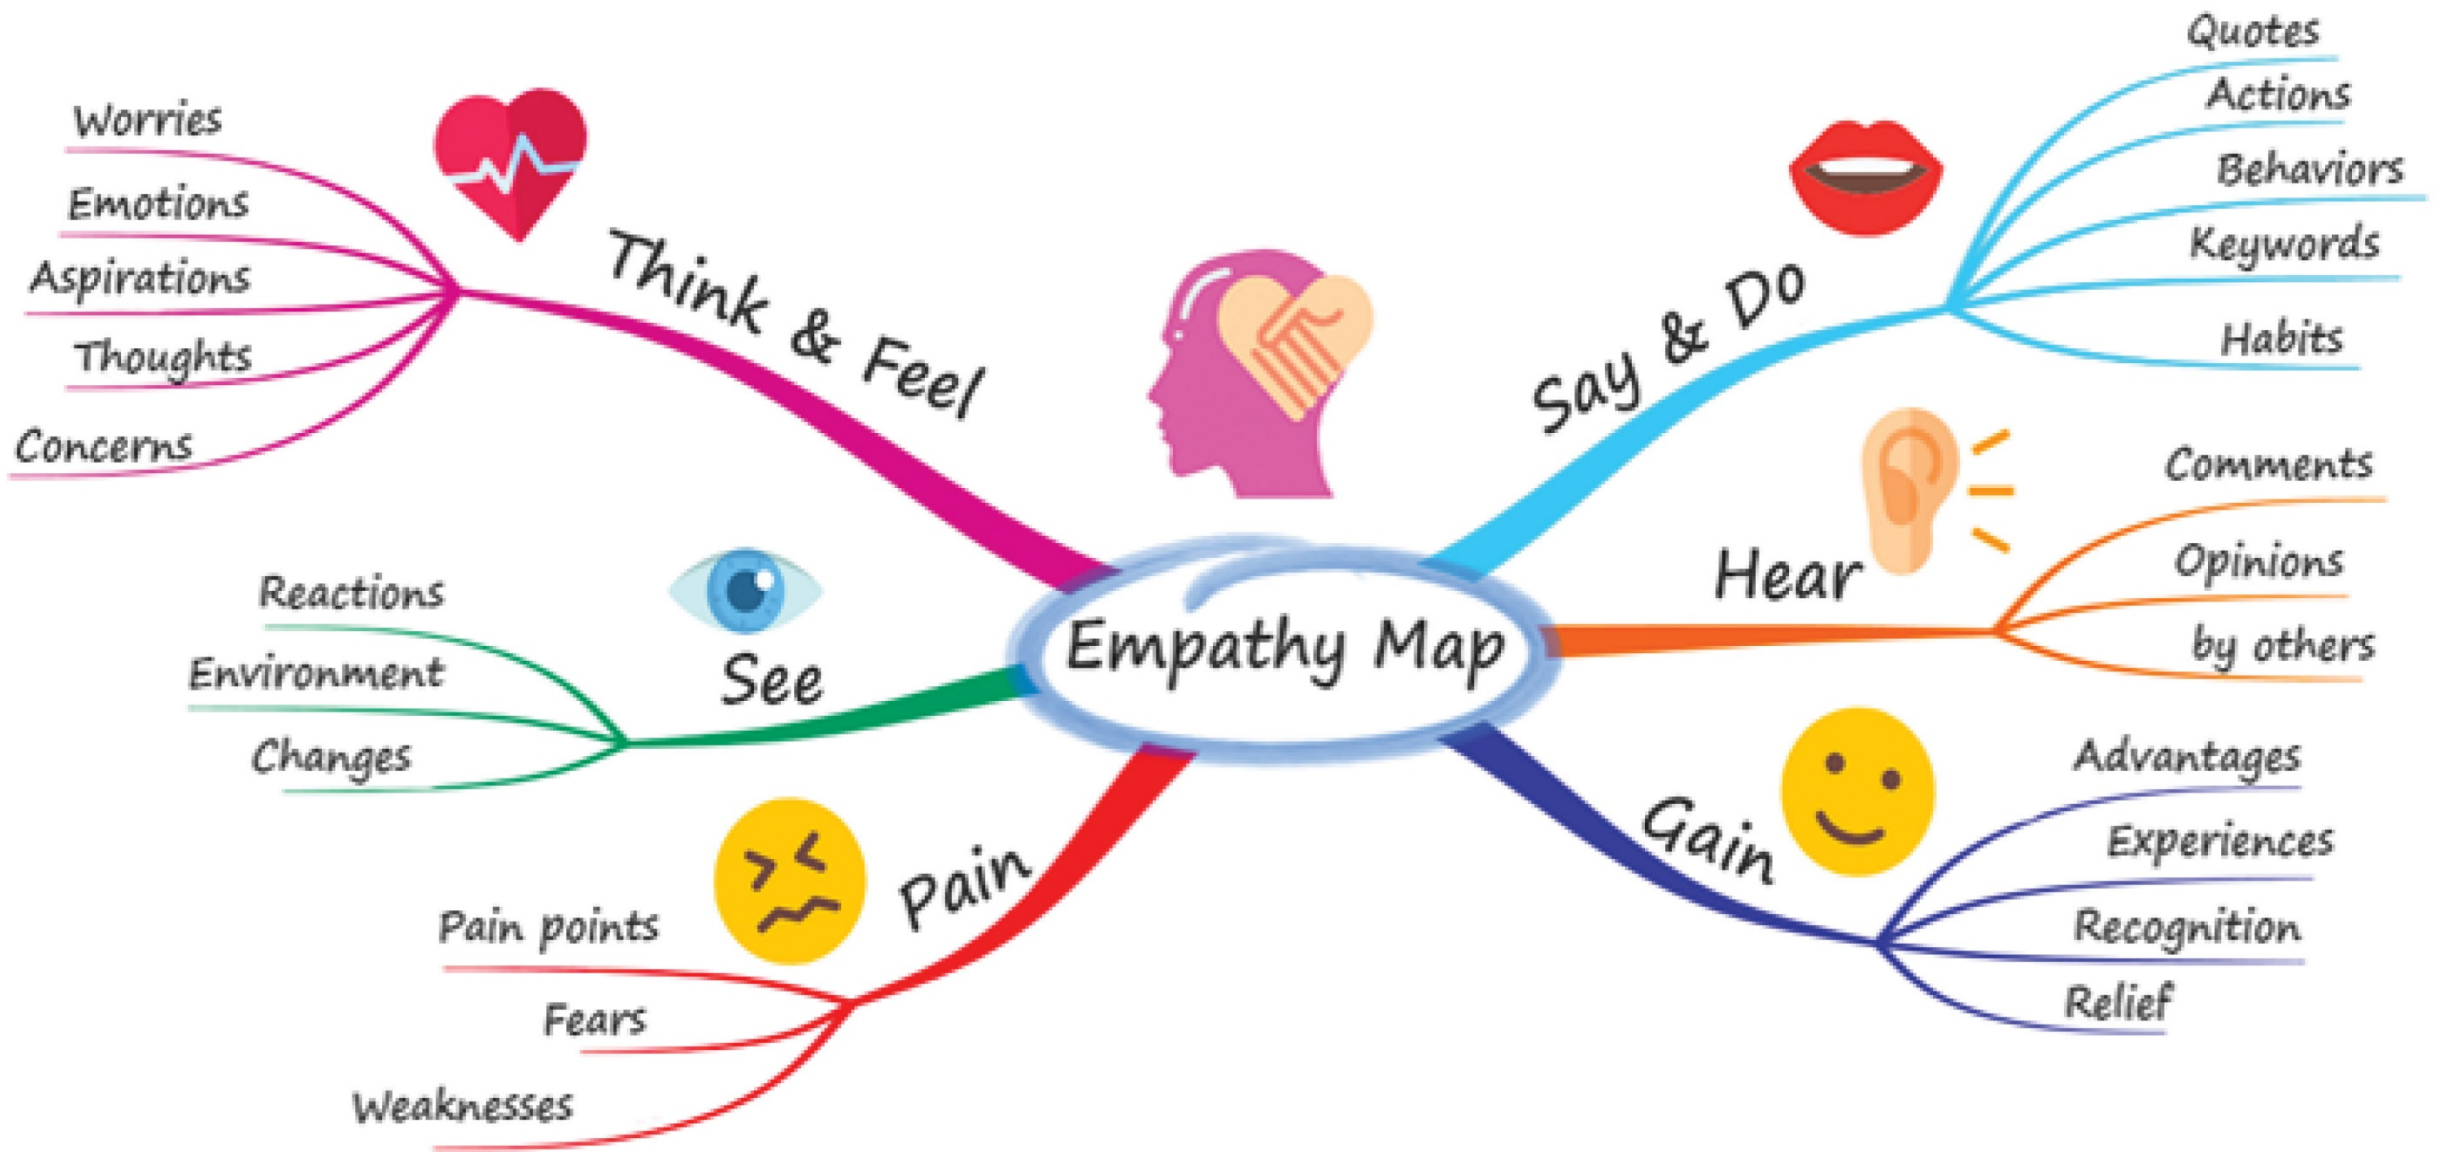 Empathy Map
Think & Feel
Worries
Emotions
Aspirations
Thoughts
Concerns
See
Reactions
Environment
Changes
Pain
Pain points
Fears
Weaknesses
Say & Do
Quotes
Actions
Behaviors
Keywords
Habits
Hear
Comments
Opinions
by others
Gain
Advantages
Experiences
Recognition
Relief